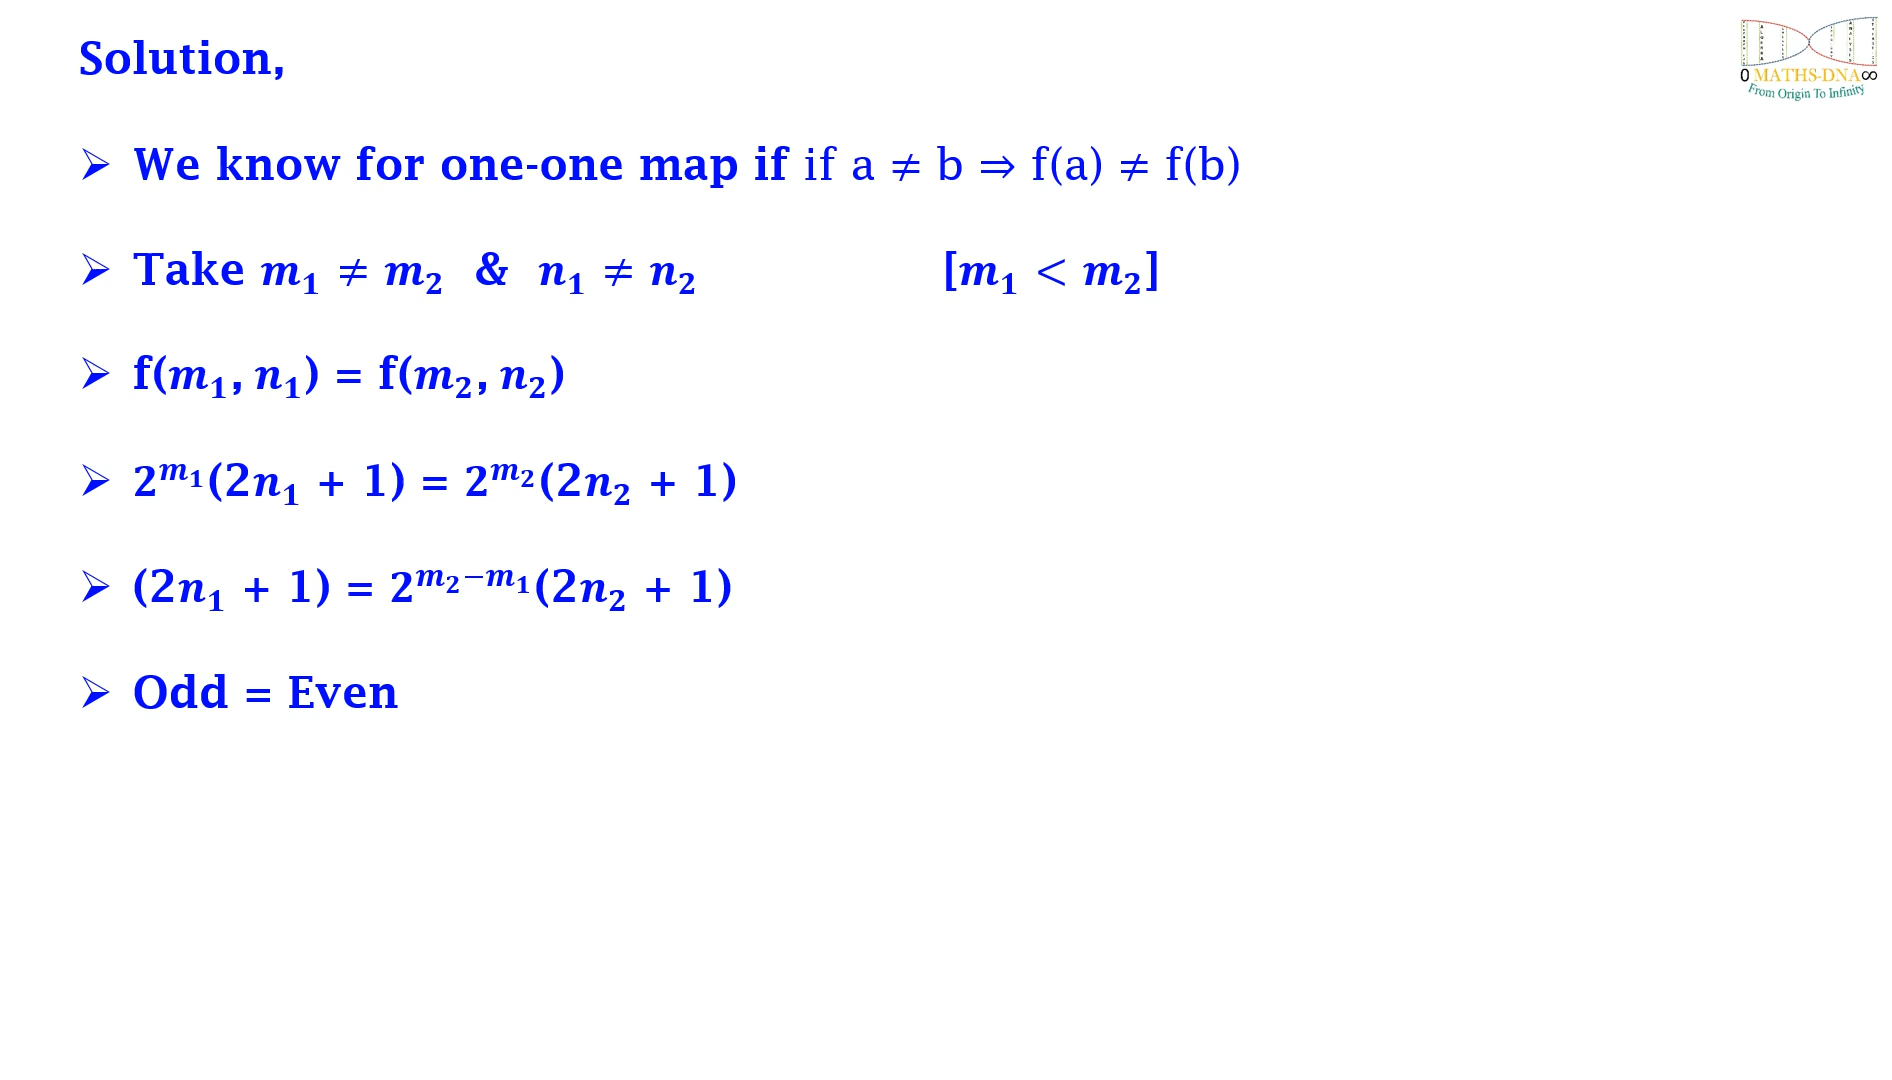 Solution,
0 MATHS-DNA ∞
From Origin To Infinity
➢ We know for one-one map if if a ≠ b ⇒ f(a) ≠ f(b)
➢ Take m₁ ≠ m₂ & n₁ ≠ n₂ [m₁ < m₂]
➢ f(m₁, n₁) = f(m₂, n₂)
➢ 2^{m₁}(2n₁ + 1) = 2^{m₂}(2n₂ + 1)
➢ (2n₁ + 1) = 2^{m₂−m₁}(2n₂ + 1)
➢ Odd = Even